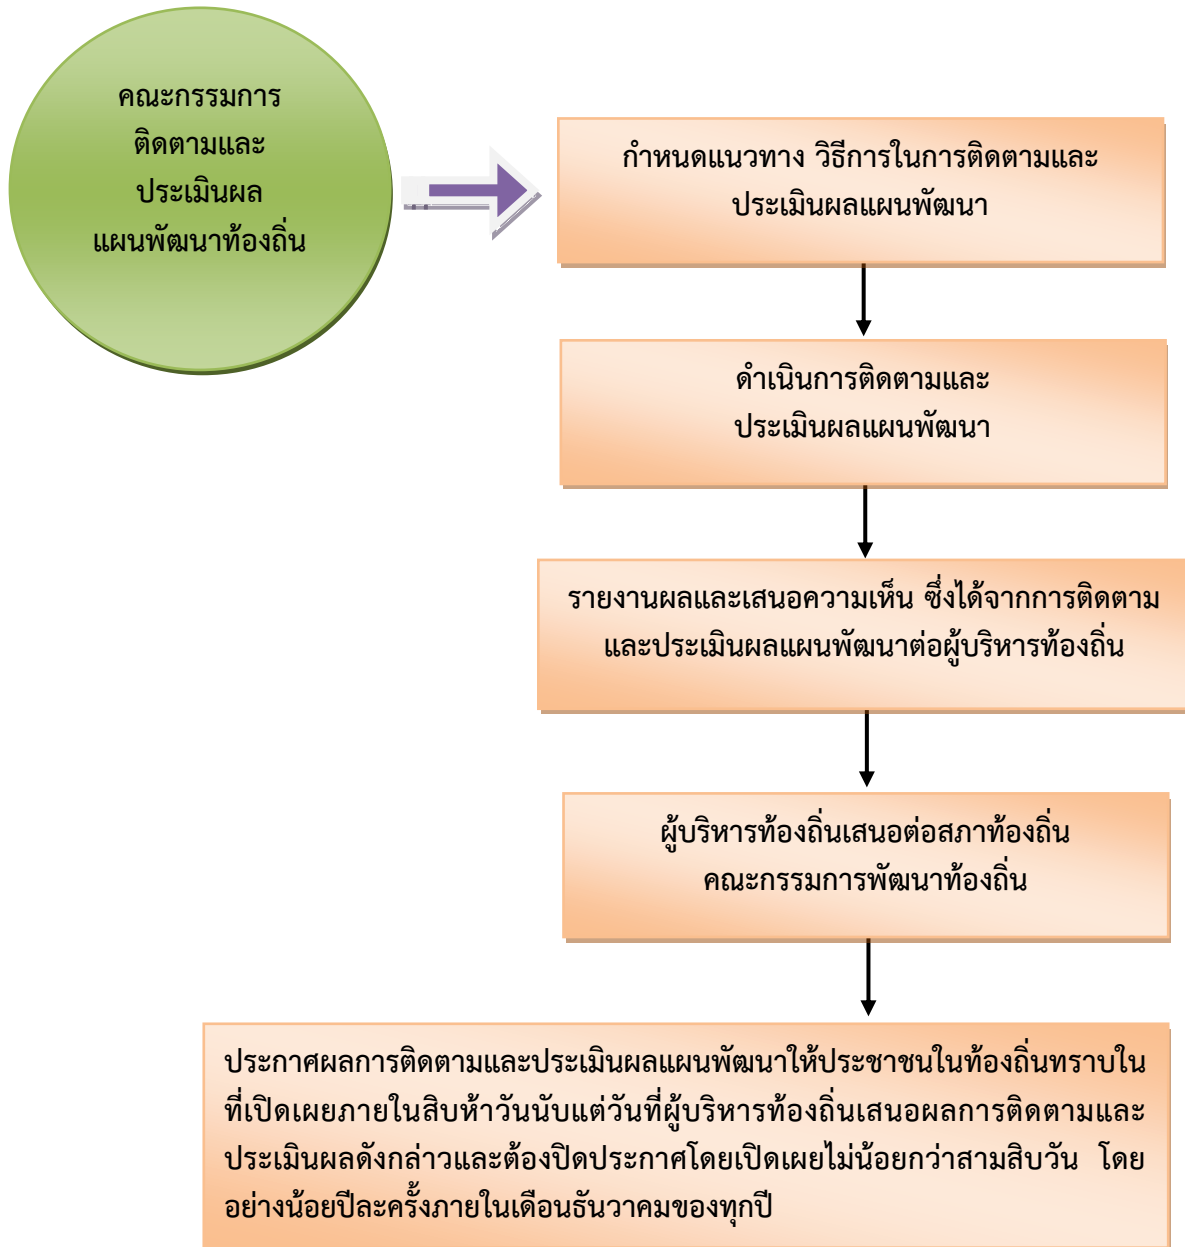 คณะกรรมการ
ติดตามและ
ประเมินผล
แผนพัฒนาท้องถิ่น
กำหนดแนวทาง วิธีการในการติดตามและ
ประเมินผลแผนพัฒนา
ดำเนินการติดตามและ
ประเมินผลแผนพัฒนา
รายงานผลและเสนอความเห็น ซึ่งได้จากการติดตาม
และประเมินผลแผนพัฒนาต่อผู้บริหารท้องถิ่น
ผู้บริหารท้องถิ่นเสนอต่อสภาท้องถิ่น
คณะกรรมการพัฒนาท้องถิ่น
ประกาศผลการติดตามและประเมินผลแผนพัฒนาให้ประชาชนในท้องถิ่นทราบใน
ที่เปิดเผยภายในสิบห้าวันนับแต่วันที่ผู้บริหารท้องถิ่นเสนอผลการติดตามและ
ประเมินผลดังกล่าวและต้องปิดประกาศโดยเปิดเผยไม่น้อยกว่าสามสิบวัน โดย
อย่างน้อยปีละครั้งภายในเดือนธันวาคมของทุกปี